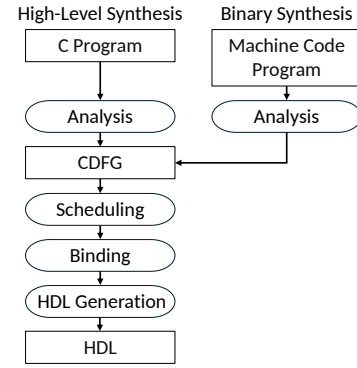 High-Level Synthesis
Binary Synthesis
C Program
Machine Code
Program
Analysis
Analysis
CDFG
Scheduling
Binding
HDL Generation
HDL